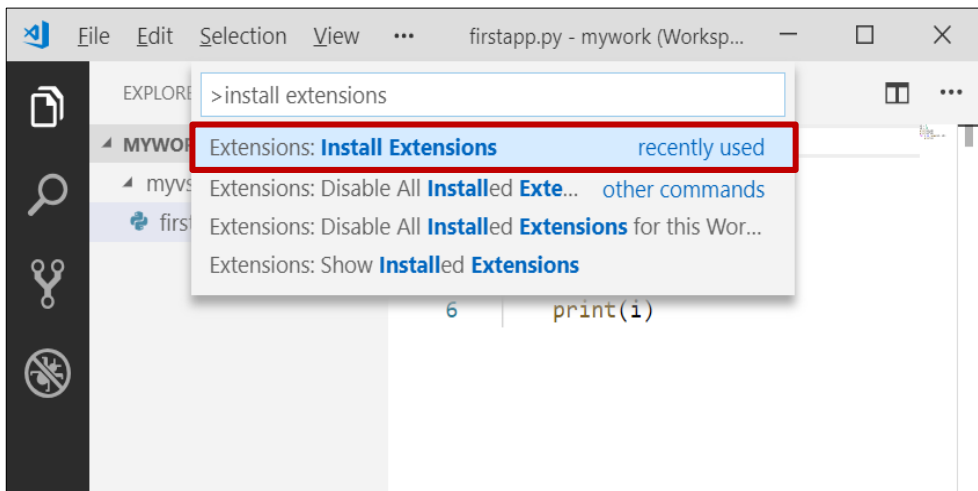 File Edit Selection View ••• firstapp.py - mywork (Worksp...
EXPLORE
>install extensions
MYWOR
Extensions: Install Extensions recently used
myvs
Extensions: Disable All Installed Exte... other commands
firs
Extensions: Disable All Installed Extensions for this Wor...
Extensions: Show Installed Extensions
6 print(i)